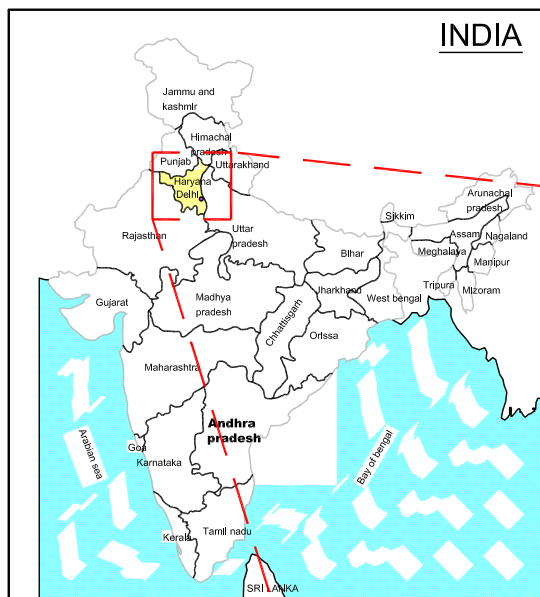 INDIA
Jammu and
kashmIr
Himachal
pradesh
Punjab
Uttarakhand
Haryana
DelhI
Arunachal
pradesh
SIkkim
Rajasthan
Uttar
pradesh
Assam
Nagaland
BIhar
Meghalaya
Manipur
Jharkhand
Tripura
MIzoram
Gujarat
Madhya
pradesh
West bengal
Chhattisgarh
OrIssa
Maharashtra
Andhra
pradesh
Arabian sea
Goa
Karnataka
Bay of bengal
Kerala
Tamil nadu
SRI LANKA